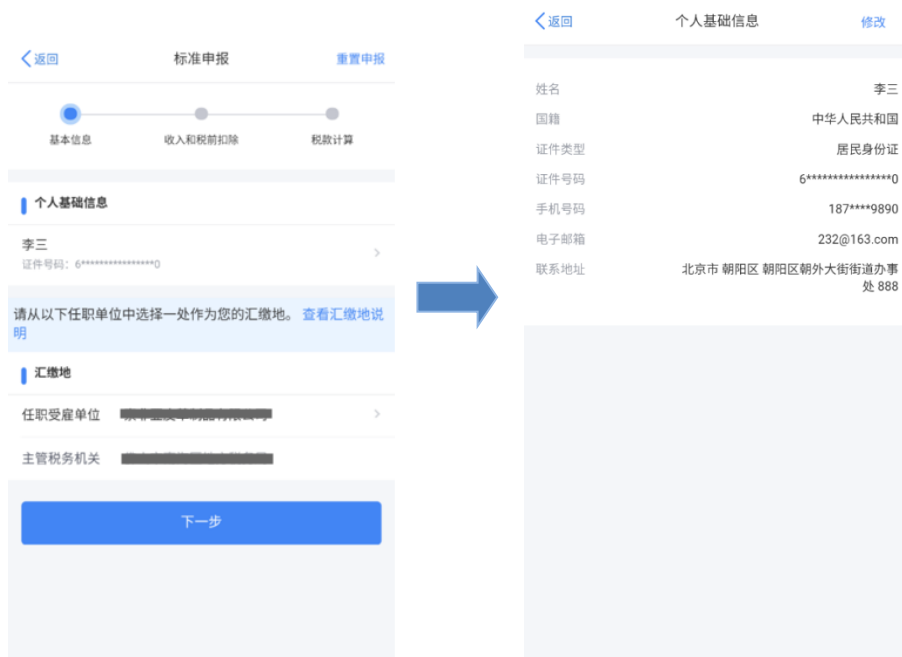 返回
标准申报
重置申报
基本信息
收入和税前扣除
税款计算
个人基础信息
李三
证件号码：6****************0
请从以下任职单位中选择一处作为您的汇缴地。 查看汇缴地说
明
汇缴地
任职受雇单位
主管税务机关
下一步
返回
个人基础信息
修改
姓名 李三
国籍 中华人民共和国
证件类型 居民身份证
证件号码 6****************0
手机号码 187****9890
电子邮箱 232@163.com
联系地址 北京市 朝阳区 朝阳区朝外大街街道办事
处 888